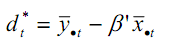 d*_t = ȳ_{•t} − β' x̄_{•t}